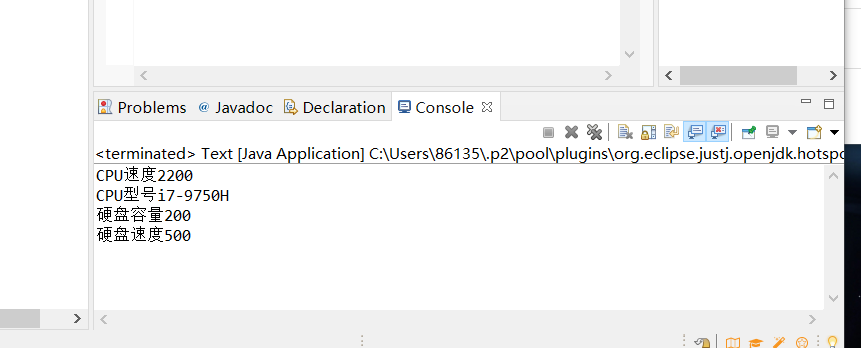 Problems @ Javadoc Declaration Console
<terminated> Text [Java Application] C:\Users\86135\.p2\pool\plugins\org.eclipse.justj.openjdk.hotspo
CPU速度2200
CPU型号i7-9750H
硬盘容量200
硬盘速度500